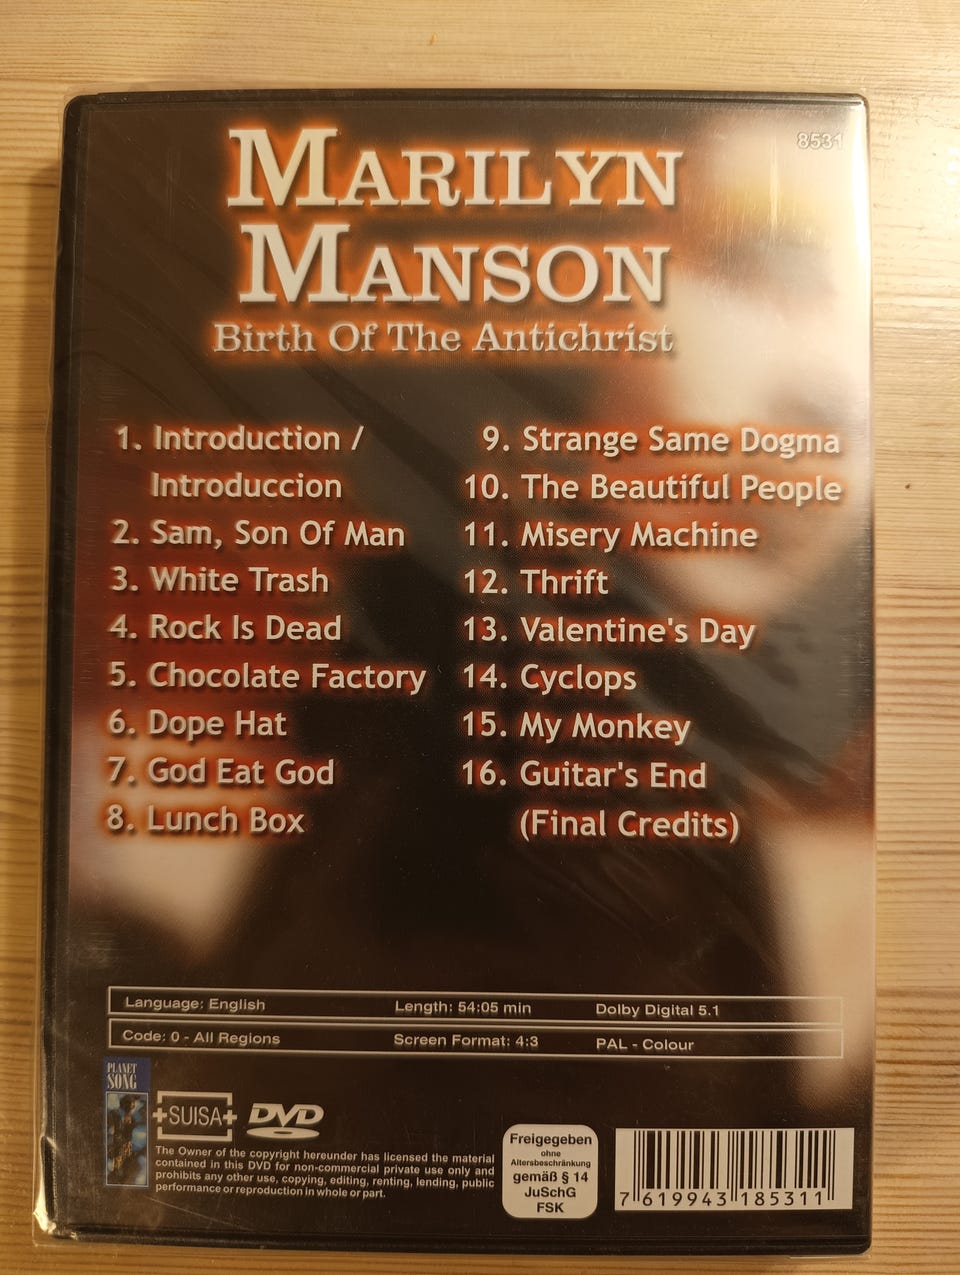 8531
MARILYN
MANSON
Birth Of The Antichrist
1. Introduction /
Introduccion
2. Sam, Son Of Man
3. White Trash
4. Rock Is Dead
5. Chocolate Factory
6. Dope Hat
7. God Eat God
8. Lunch Box
9. Strange Same Dogma
10. The Beautiful People
11. Misery Machine
12. Thrift
13. Valentine's Day
14. Cyclops
15. My Monkey
16. Guitar's End
(Final Credits)
Language: English Length: 54:05 min Dolby Digital 5.1
Code: 0 - All Regions Screen Format: 4:3 PAL - Colour
PLANET
SONG
SUISA
DVD
The Owner of the copyright hereunder has licensed the material
contained in this DVD for non-commercial private use only and
prohibits any other use, copying, editing, renting, lending, public
performance or reproduction in whole or part.
Freigegeben
ohne
Altersbeschränkung
gemäß § 14
JuSchG
FSK
7 619943 185311